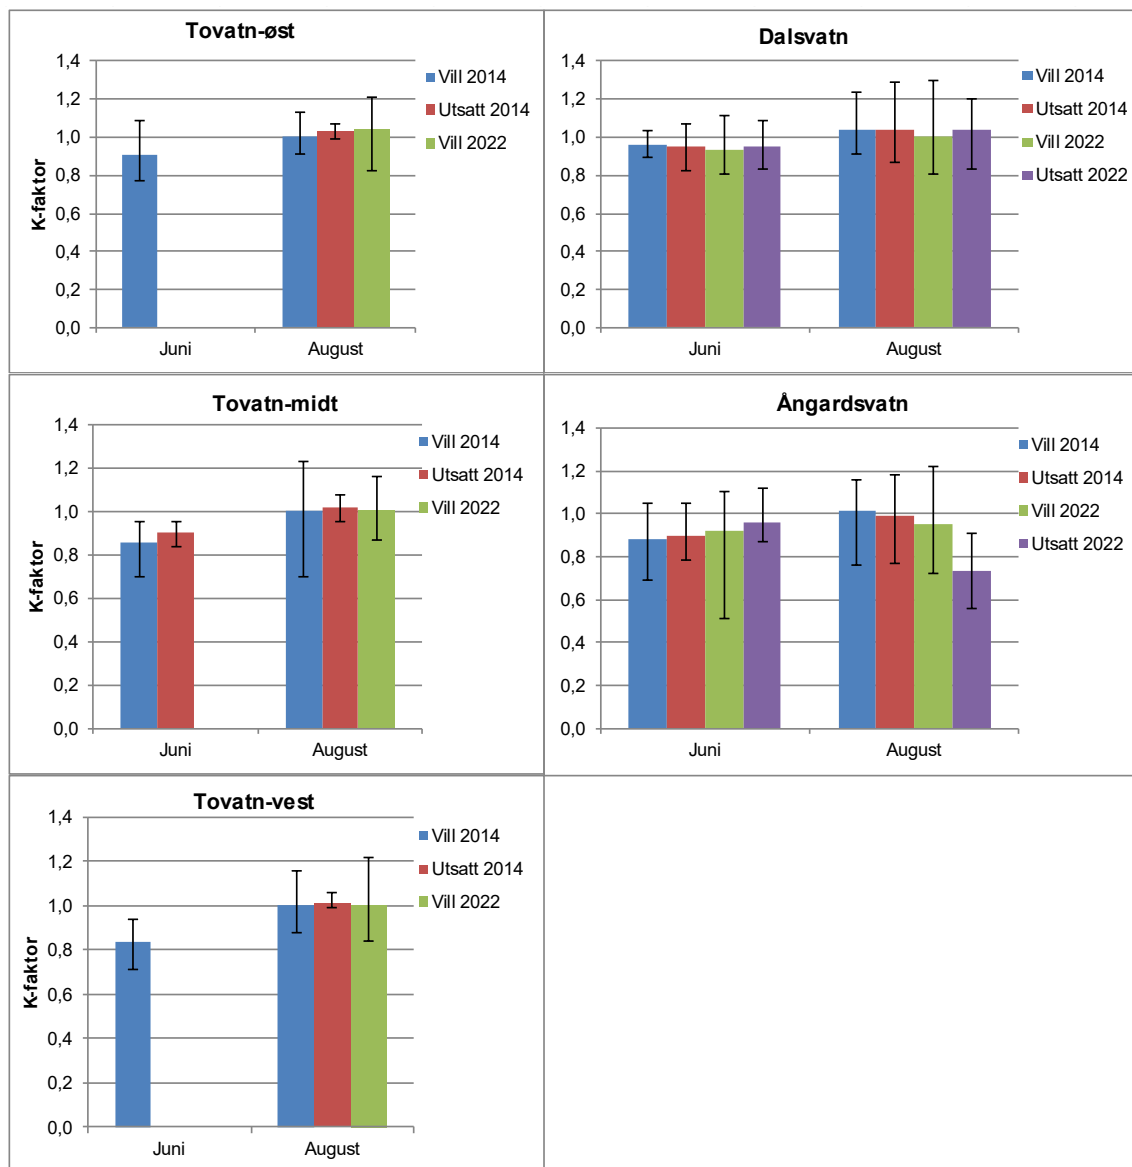 Tovatn-øst
K-faktor
1,4
1,2
1,0
0,8
0,6
0,4
0,2
0,0
Juni
August
Vill 2014
Utsatt 2014
Vill 2022
Dalsvatn
1,4
1,2
1,0
0,8
0,6
0,4
0,2
0,0
Juni
August
Vill 2014
Utsatt 2014
Vill 2022
Utsatt 2022
Tovatn-midt
K-faktor
1,4
1,2
1,0
0,8
0,6
0,4
0,2
0,0
Juni
August
Vill 2014
Utsatt 2014
Vill 2022
Ångardsvatn
1,4
1,2
1,0
0,8
0,6
0,4
0,2
0,0
Juni
August
Vill 2014
Utsatt 2014
Vill 2022
Utsatt 2022
Tovatn-vest
K-faktor
1,4
1,2
1,0
0,8
0,6
0,4
0,2
0,0
Juni
August
Vill 2014
Utsatt 2014
Vill 2022